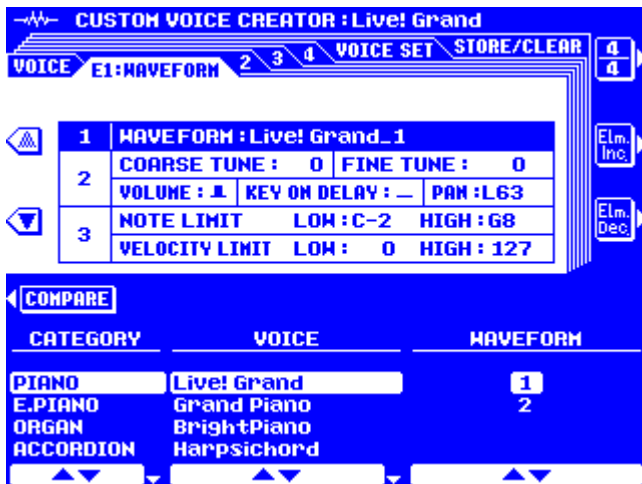 CUSTOM VOICE CREATOR :Live! Grand
VOICE E1:WAVEFORM 2 3 4 VOICE SET STORE/CLEAR 4/4
1 WAVEFORM :Live! Grand_1
Elm. Inc.
2 COARSE TUNE : 0 FINE TUNE : 0
VOLUME : KEY ON DELAY : PAN :L63
3 NOTE LIMIT LOW :C-2 HIGH :G8
Elm. Dec.
VELOCITY LIMIT LOW : 0 HIGH : 127
COMPARE
CATEGORY VOICE WAVEFORM
PIANO Live! Grand 1
E.PIANO Grand Piano 2
ORGAN BrightPiano
ACCORDION Harpsichord